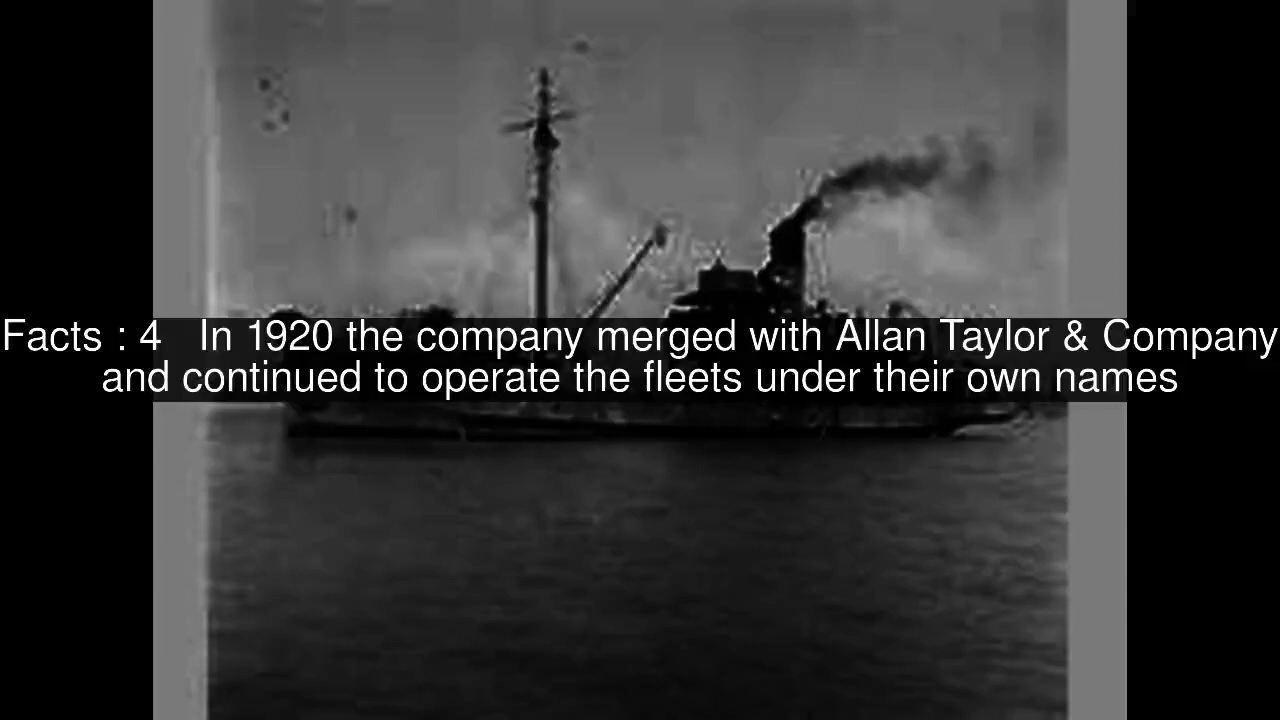 Facts : 4 In 1920 the company merged with Allan Taylor & Company
and continued to operate the fleets under their own names